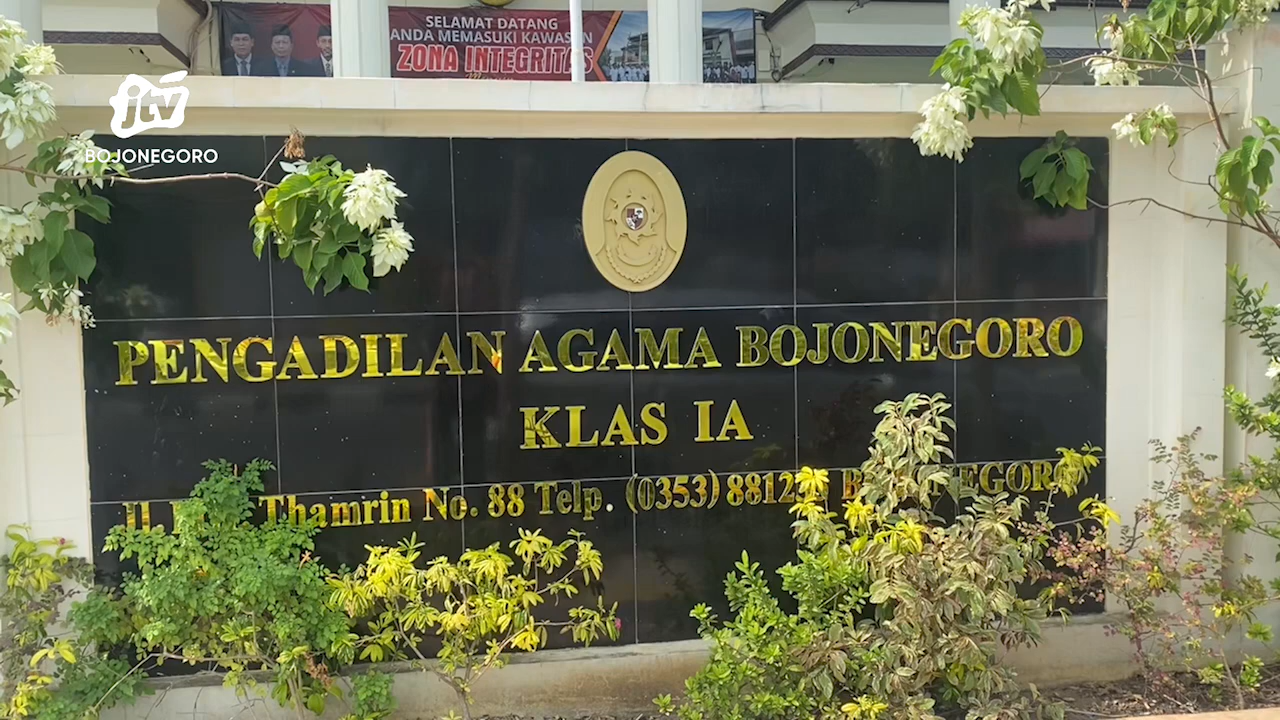 SELAMAT DATANG
ANDA MEMASUKI KAWASAN
ZONA INTEGRITAS
jtv
BOJONEGORO
PENGADILAN AGAMA BOJONEGORO
KLAS IA
Thamrin No. 88 Telp. (0353) 8812